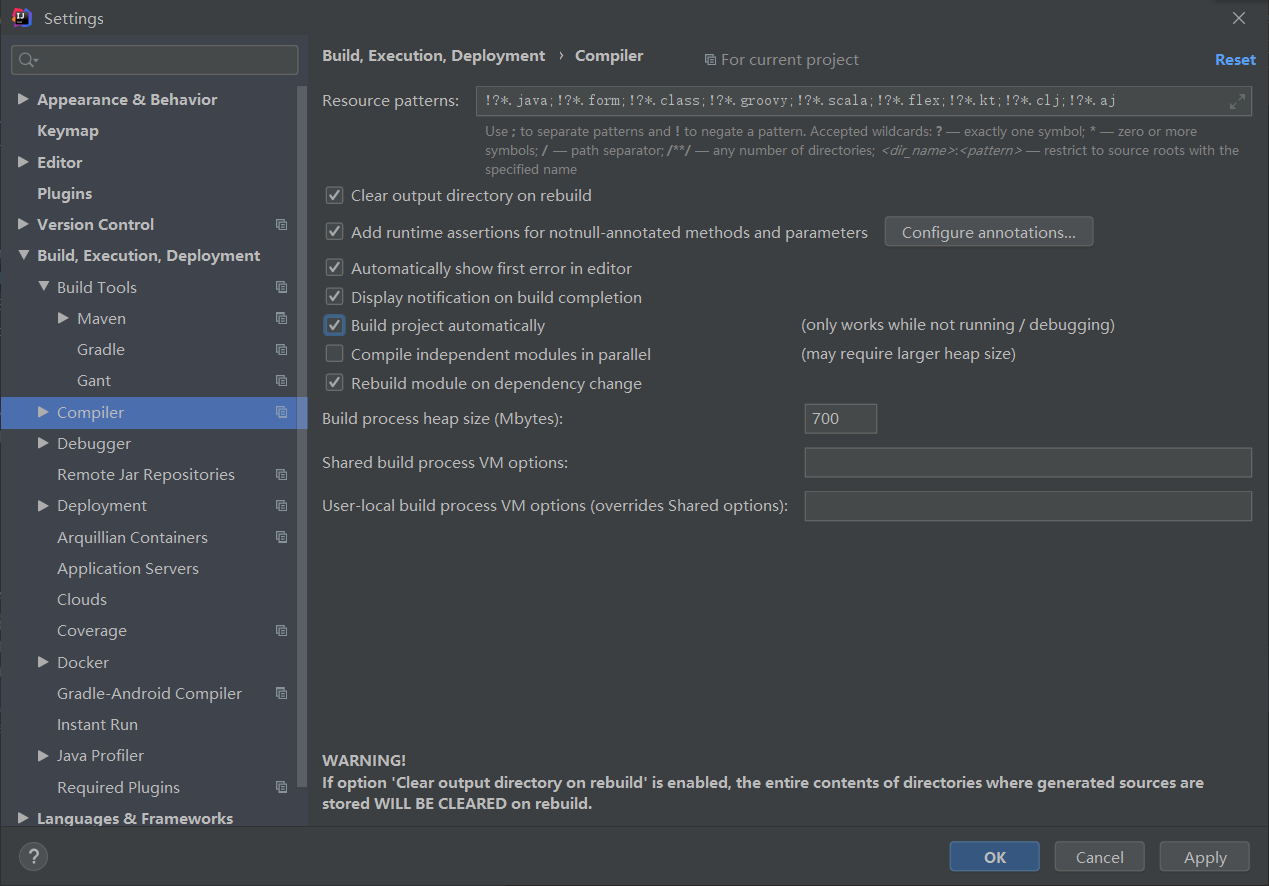 Settings
Appearance & Behavior
Keymap
Editor
Plugins
Version Control
Build, Execution, Deployment
Build Tools
Maven
Gradle
Gant
Compiler
Debugger
Remote Jar Repositories
Deployment
Arquillian Containers
Application Servers
Clouds
Coverage
Docker
Gradle-Android Compiler
Instant Run
Java Profiler
Required Plugins
Languages & Frameworks
Build, Execution, Deployment › Compiler
For current project
Reset
Resource patterns: !?*.java;!?*.form;!?*.class;!?*.groovy;!?*.scala;!?*.flex;!?*.kt;!?*.clj;!?*.aj
Use ; to separate patterns and ! to negate a pattern. Accepted wildcards: ? — exactly one symbol; * — zero or more
symbols; / — path separator; /**/ — any number of directories; <dir_name>:<pattern> — restrict to source roots with the
specified name
Clear output directory on rebuild
Add runtime assertions for notnull-annotated methods and parameters Configure annotations...
Automatically show first error in editor
Display notification on build completion
Build project automatically (only works while not running / debugging)
Compile independent modules in parallel (may require larger heap size)
Rebuild module on dependency change
Build process heap size (Mbytes): 700
Shared build process VM options:
User-local build process VM options (overrides Shared options):
WARNING!
If option 'Clear output directory on rebuild' is enabled, the entire contents of directories where generated sources are
stored WILL BE CLEARED on rebuild.
? OK Cancel Apply